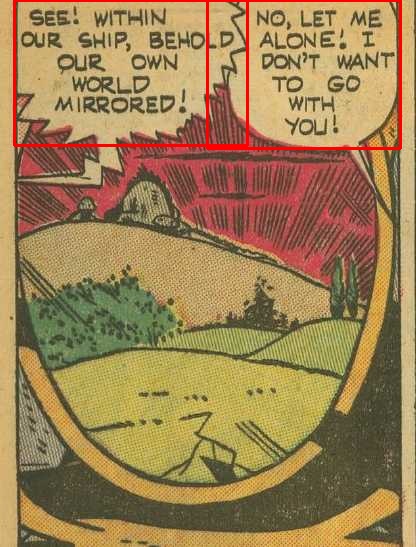 SEE! WITHIN
OUR SHIP, BEHOLD
OUR OWN
WORLD
MIRRORED!
NO, LET ME
ALONE! I
DON'T WANT
TO GO
WITH
YOU!